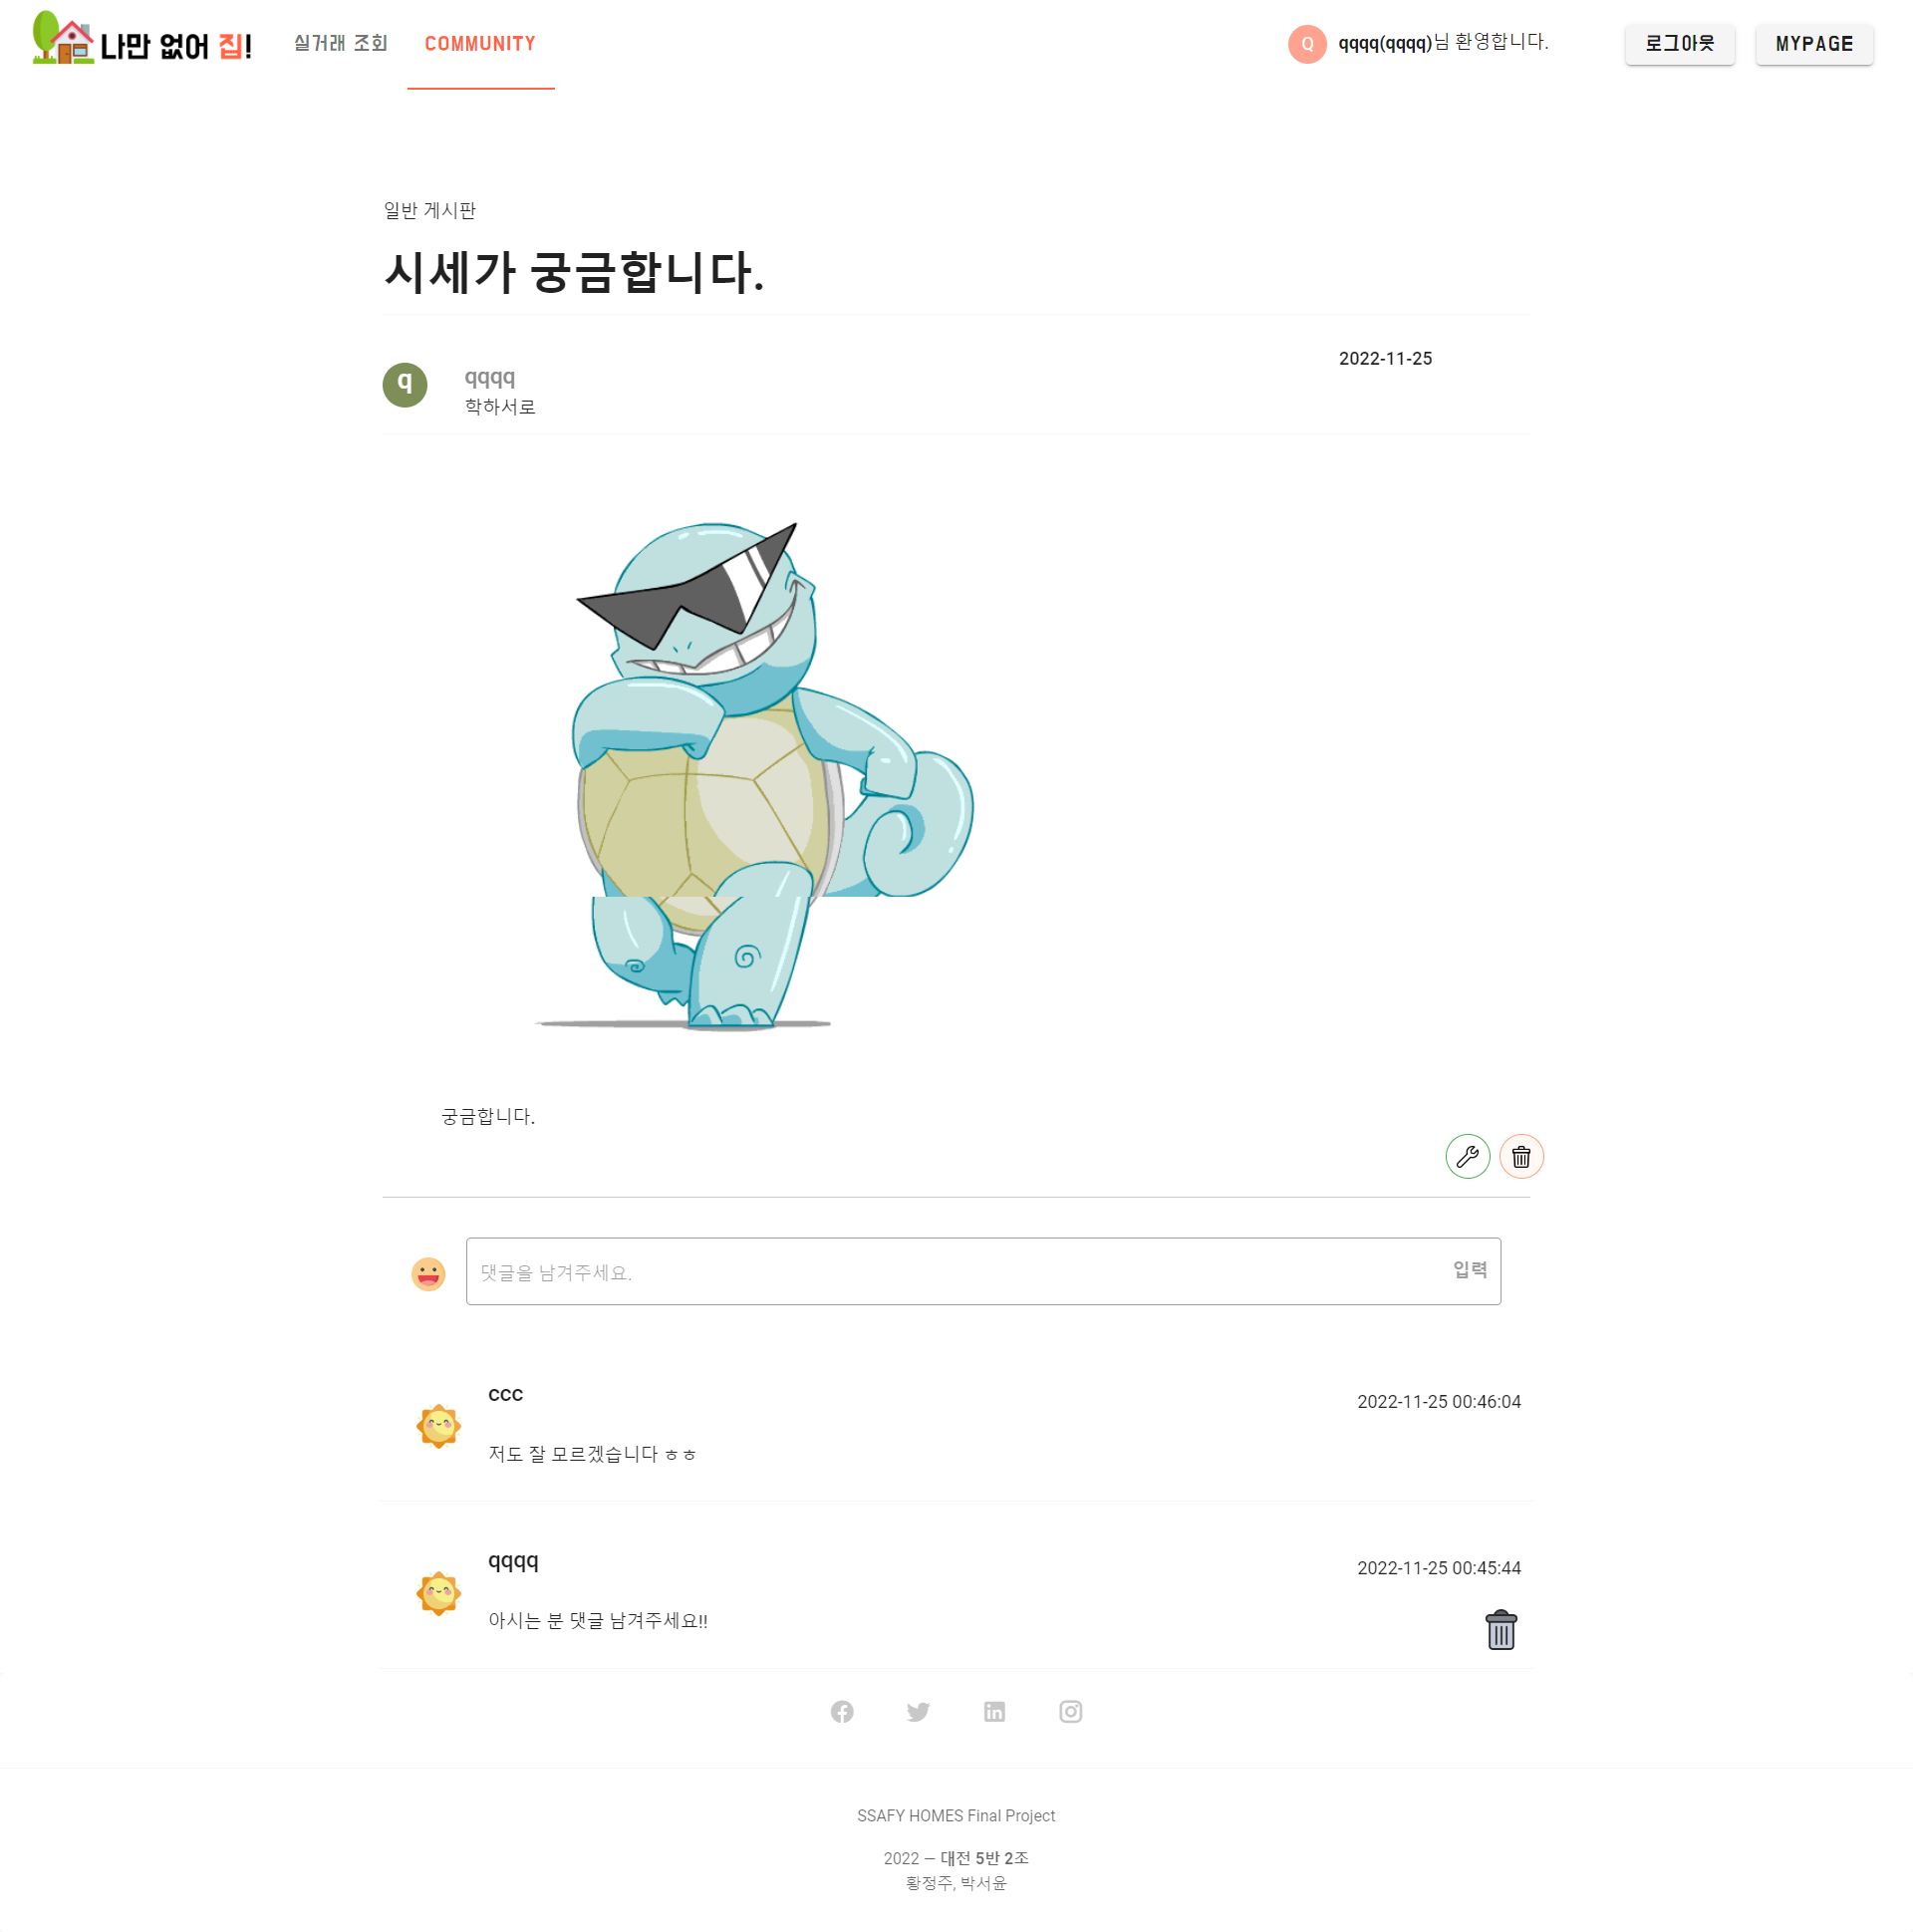 나만 없어 집!
실거래 조회
COMMUNITY
Q
qqqq(qqqq)님 환영합니다.
로그아웃
MYPAGE
일반 게시판
시세가 궁금합니다.
2022-11-25
q
qqqq
학하서로
궁금합니다.
댓글을 남겨주세요.
입력
ccc
2022-11-25 00:46:04
저도 잘 모르겠습니다 ㅎㅎ
qqqq
2022-11-25 00:45:44
아시는 분 댓글 남겨주세요!!
SSAFY HOMES Final Project
2022 — 대전 5반 2조
황정주, 박서윤